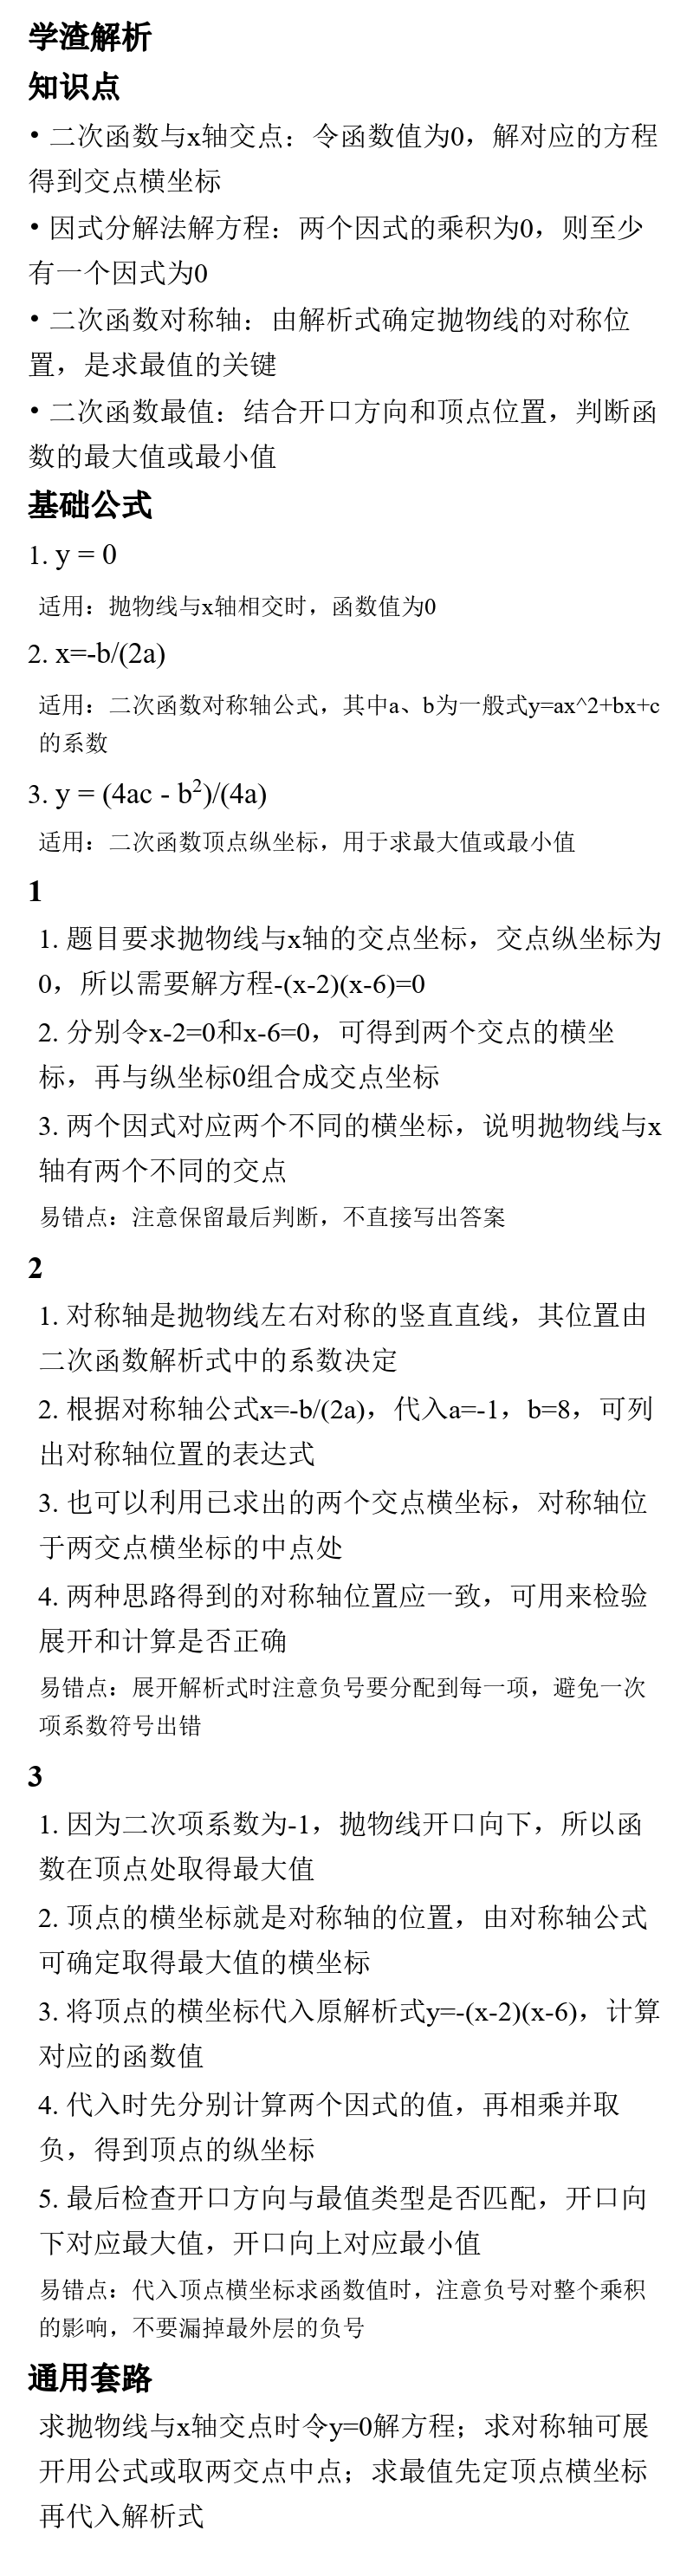 学渣解析
知识点
• 二次函数与x轴交点：令函数值为0，解对应的方程
得到交点横坐标
• 因式分解法解方程：两个因式的乘积为0，则至少
有一个因式为0
• 二次函数对称轴：由解析式确定抛物线的对称位
置，是求最值的关键
• 二次函数最值：结合开口方向和顶点位置，判断函
数的最大值或最小值
基础公式
1. y = 0
适用：抛物线与x轴相交时，函数值为0
2. x=-b/(2a)
适用：二次函数对称轴公式，其中a、b为一般式y=ax^2+bx+c
的系数
3. y = (4ac - b²)/(4a)
适用：二次函数顶点纵坐标，用于求最大值或最小值
1
1. 题目要求抛物线与x轴的交点坐标，交点纵坐标为
0，所以需要解方程-(x-2)(x-6)=0
2. 分别令x-2=0和x-6=0，可得到两个交点的横坐
标，再与纵坐标0组合成交点坐标
3. 两个因式对应两个不同的横坐标，说明抛物线与x
轴有两个不同的交点
易错点：注意保留最后判断，不直接写出答案
2
1. 对称轴是抛物线左右对称的竖直直线，其位置由
二次函数解析式中的系数决定
2. 根据对称轴公式x=-b/(2a)，代入a=-1，b=8，可列
出对称轴位置的表达式
3. 也可以利用已求出的两个交点横坐标，对称轴位
于两交点横坐标的中点处
4. 两种思路得到的对称轴位置应一致，可用来检验
展开和计算是否正确
易错点：展开解析式时注意负号要分配到每一项，避免一次
项系数符号出错
3
1. 因为二次项系数为-1，抛物线开口向下，所以函
数在顶点处取得最大值
2. 顶点的横坐标就是对称轴的位置，由对称轴公式
可确定取得最大值的横坐标
3. 将顶点的横坐标代入原解析式y=-(x-2)(x-6)，计算
对应的函数值
4. 代入时先分别计算两个因式的值，再相乘并取
负，得到顶点的纵坐标
5. 最后检查开口方向与最值类型是否匹配，开口向
下对应最大值，开口向上对应最小值
易错点：代入顶点横坐标求函数值时，注意负号对整个乘积
的影响，不要漏掉最外层的负号
通用套路
求抛物线与x轴交点时令y=0解方程；求对称轴可展
开用公式或取两交点中点；求最值先定顶点横坐标
再代入解析式